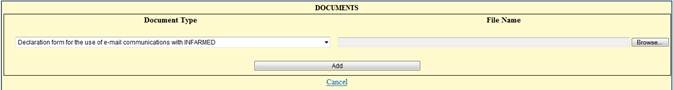 DOCUMENTS
Document Type File Name
Declaration form for the use of e-mail communications with INFARMED Browse...
Add
Cancel